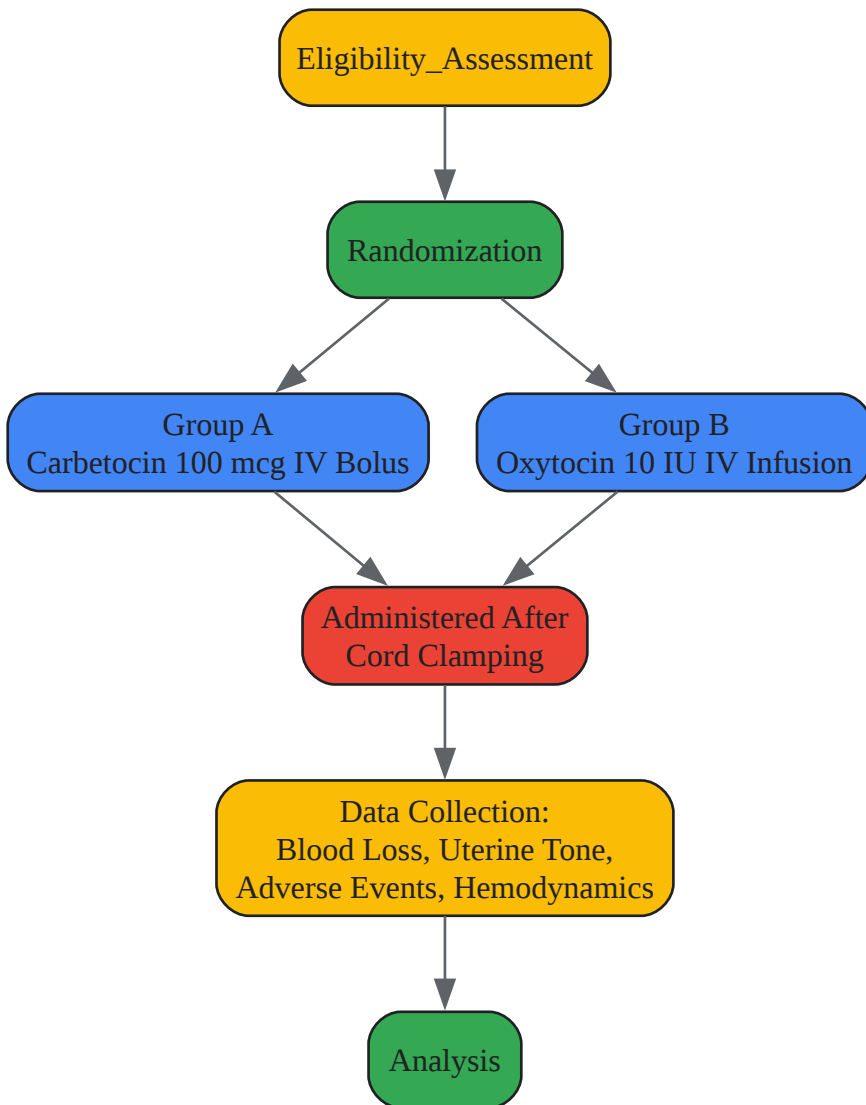 Eligibility_Assessment
Randomization
Group A
Carbetocin 100 mcg IV Bolus
Group B
Oxytocin 10 IU IV Infusion
Administered After
Cord Clamping
Data Collection:
Blood Loss, Uterine Tone,
Adverse Events, Hemodynamics
Analysis